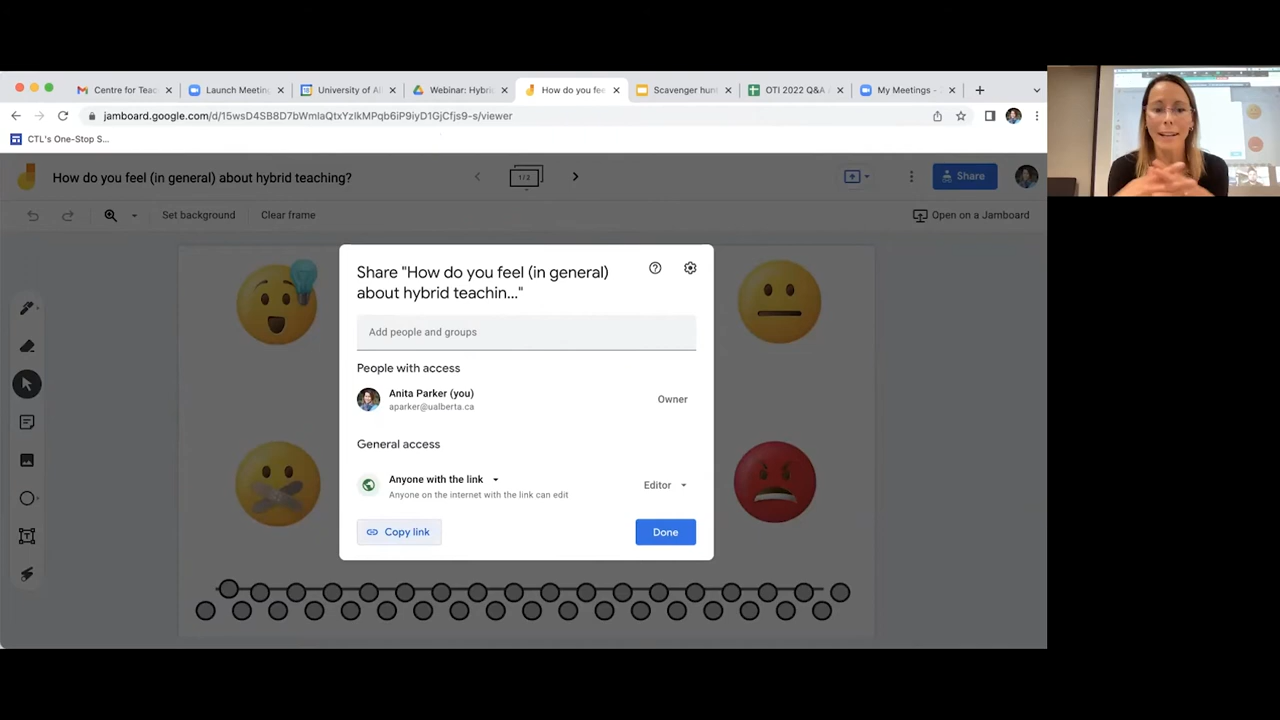 Centre for Teac
Launch Meetin
University of Al
Webinar: Hybri
How do you fee
Scavenger hun
OTI 2022 Q&A
My Meetings -
jamboard.google.com/d/15wsD4SB8D7bWmlaQtxYzIkMPqb6iP9iyD1GjCfjs9-s/viewer
CTL's One-Stop S...
How do you feel (in general) about hybrid teaching?
1/2
Share
Set background
Clear frame
Open on a Jamboard
Share "How do you feel (in general)
about hybrid teachin..."
Add people and groups
People with access
Anita Parker (you)
aparker@ualberta.ca
Owner
General access
Anyone with the link
Anyone on the internet with the link can edit
Editor
Copy link
Done